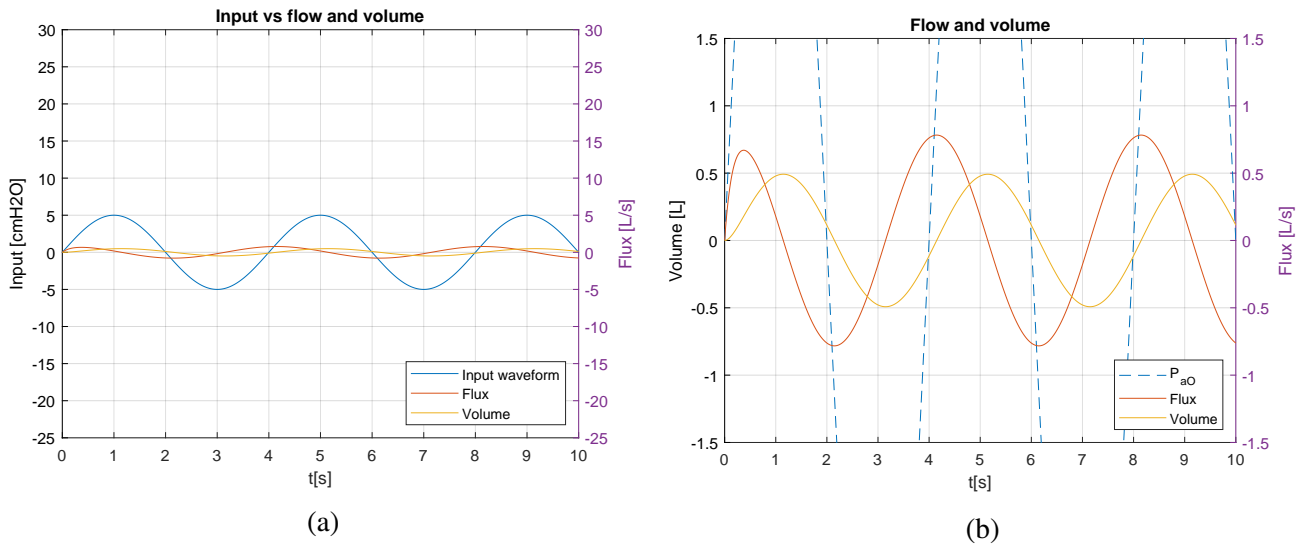 Input vs flow and volume
30
25
20
15
10
5
0
-5
-10
-15
-20
-25
Input [cmH2O]
30
25
20
15
10
5
0
-5
-10
-15
-20
-25
Flux [L/s]
Input waveform
Flux
Volume
0 1 2 3 4 5 6 7 8 9 10
t[s]
(a)
Flow and volume
1.5
1
0.5
0
-0.5
-1
-1.5
Volume [L]
1.5
1
0.5
0
-0.5
-1
-1.5
Flux [L/s]
P_aO
Flux
Volume
0 1 2 3 4 5 6 7 8 9 10
t[s]
(b)